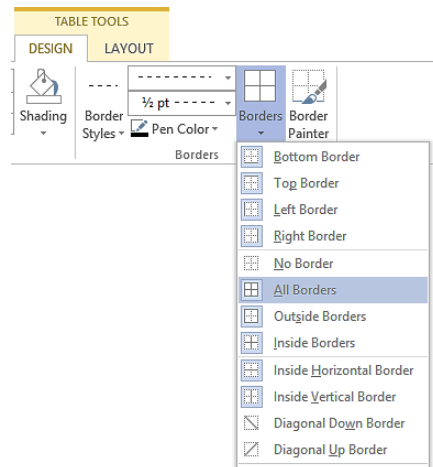 TABLE TOOLS
DESIGN LAYOUT
½ pt
Shading Border Styles Pen Color Borders Border Painter
Borders
Bottom Border
Top Border
Left Border
Right Border
No Border
All Borders
Outside Borders
Inside Borders
Inside Horizontal Border
Inside Vertical Border
Diagonal Down Border
Diagonal Up Border